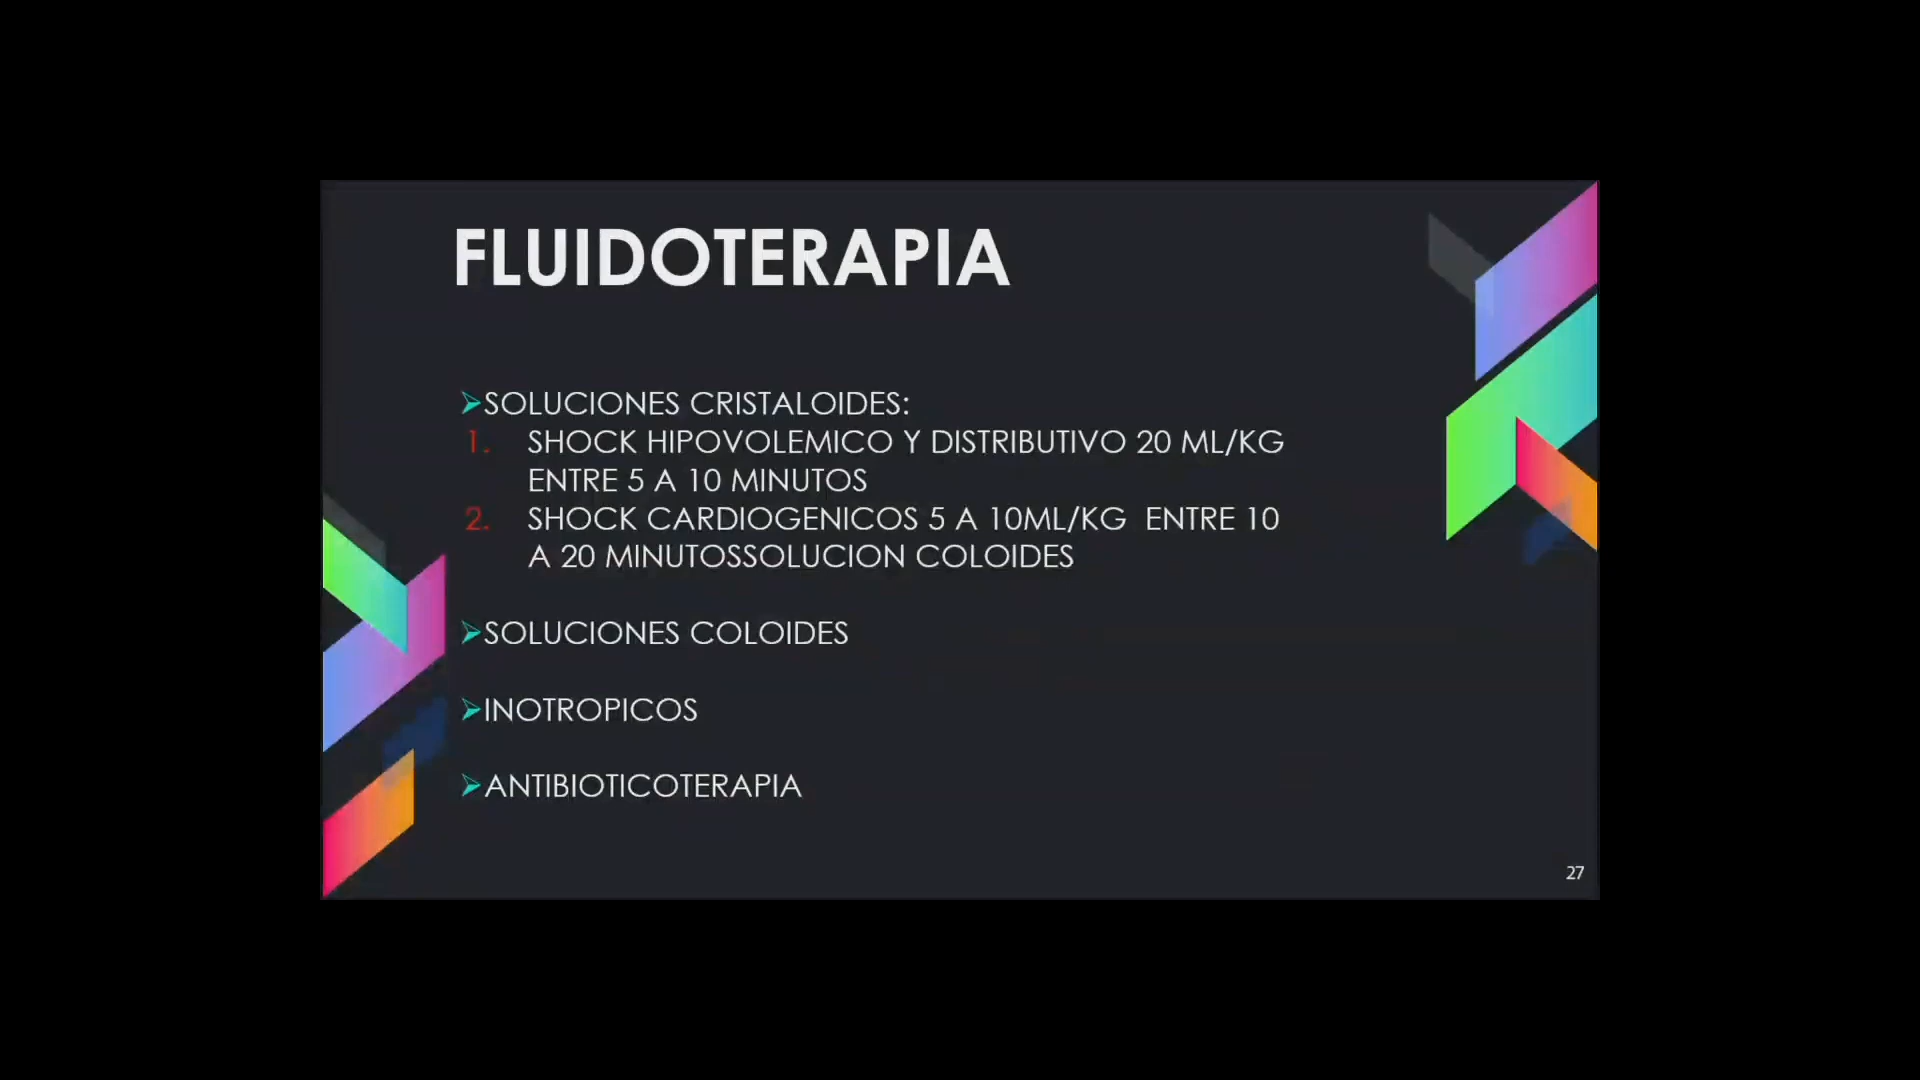 FLUIDOTERAPIA
➢SOLUCIONES CRISTALOIDES:
1. SHOCK HIPOVOLEMICO Y DISTRIBUTIVO 20 ML/KG
ENTRE 5 A 10 MINUTOS
2. SHOCK CARDIOGENICOS 5 A 10ML/KG ENTRE 10
A 20 MINUTOSSOLUCION COLOIDES
➢SOLUCIONES COLOIDES
➢INOTROPICOS
➢ANTIBIOTICOTERAPIA
27